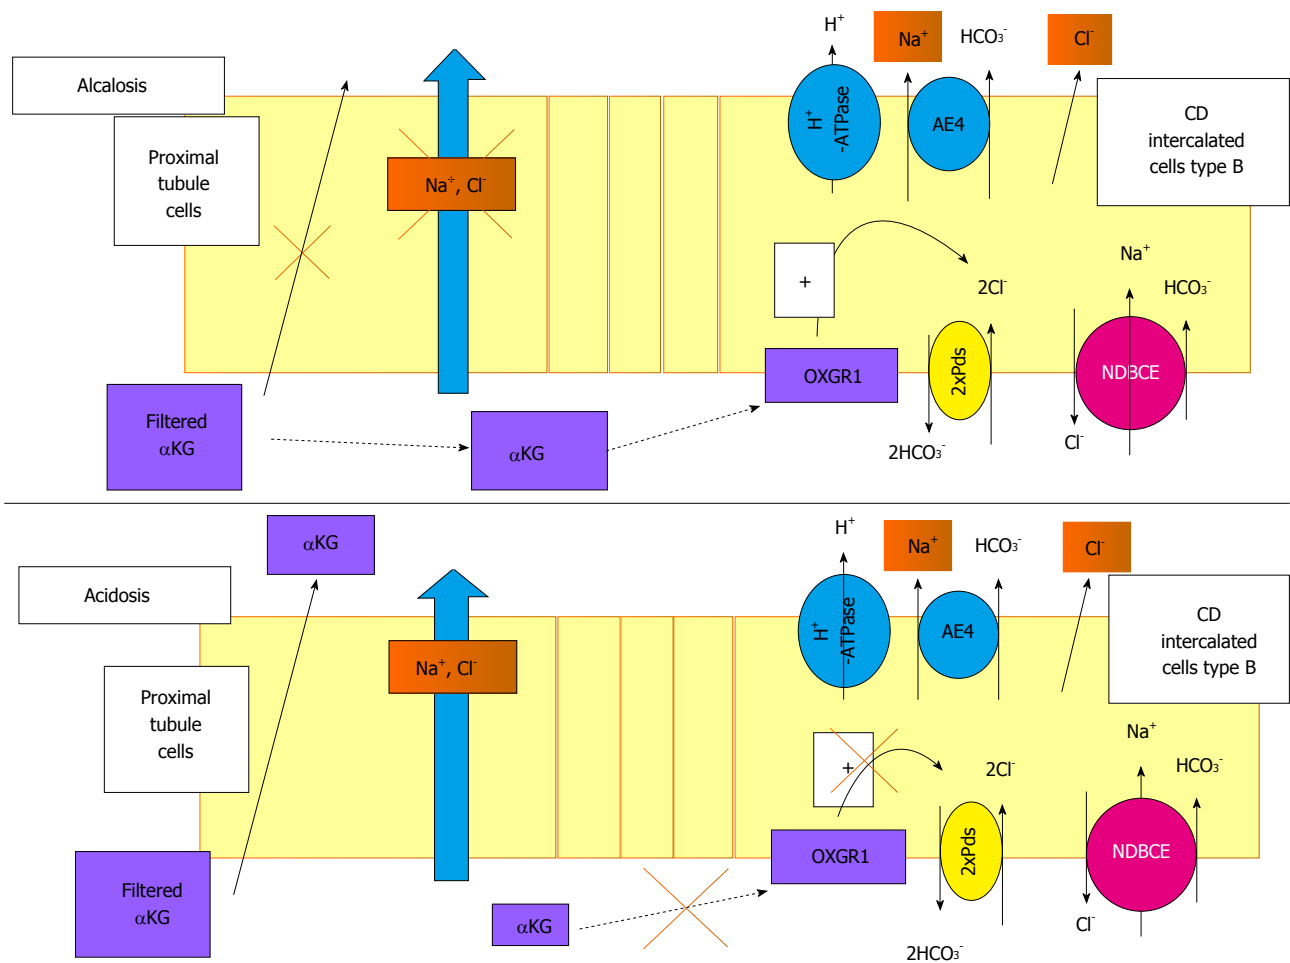 H⁺
Na⁺
HCO₃⁻
Cl⁻
Alcalosis
Proximal
tubule
cells
Na⁺, Cl⁻
H⁺
-ATPase
AE4
CD
intercalated
cells type B
+
2Cl⁻
Na⁺
HCO₃⁻
OXGR1
2xPds
NDBCE
Filtered
αKG
αKG
2HCO₃⁻
Cl⁻
αKG
H⁺
Na⁺
HCO₃⁻
Cl⁻
Acidosis
Proximal
tubule
cells
Na⁺, Cl⁻
H⁺
-ATPase
AE4
CD
intercalated
cells type B
+
2Cl⁻
Na⁺
HCO₃⁻
OXGR1
2xPds
NDBCE
Filtered
αKG
αKG
2HCO₃⁻
Cl⁻